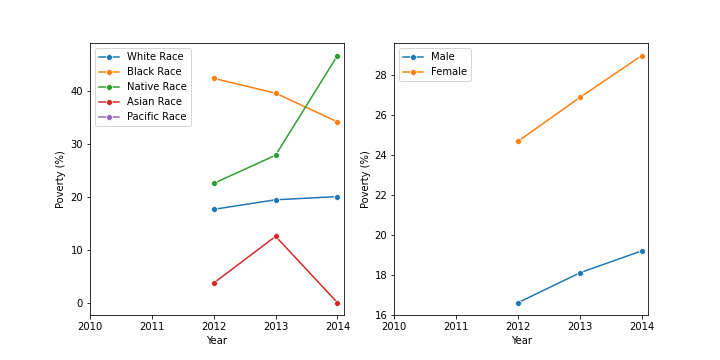 White Race
Black Race
Native Race
Asian Race
Pacific Race
Poverty (%)
40
30
20
10
0
2010 2011 2012 2013 2014
Year
Male
Female
Poverty (%)
28
26
24
22
20
18
16
2010 2011 2012 2013 2014
Year